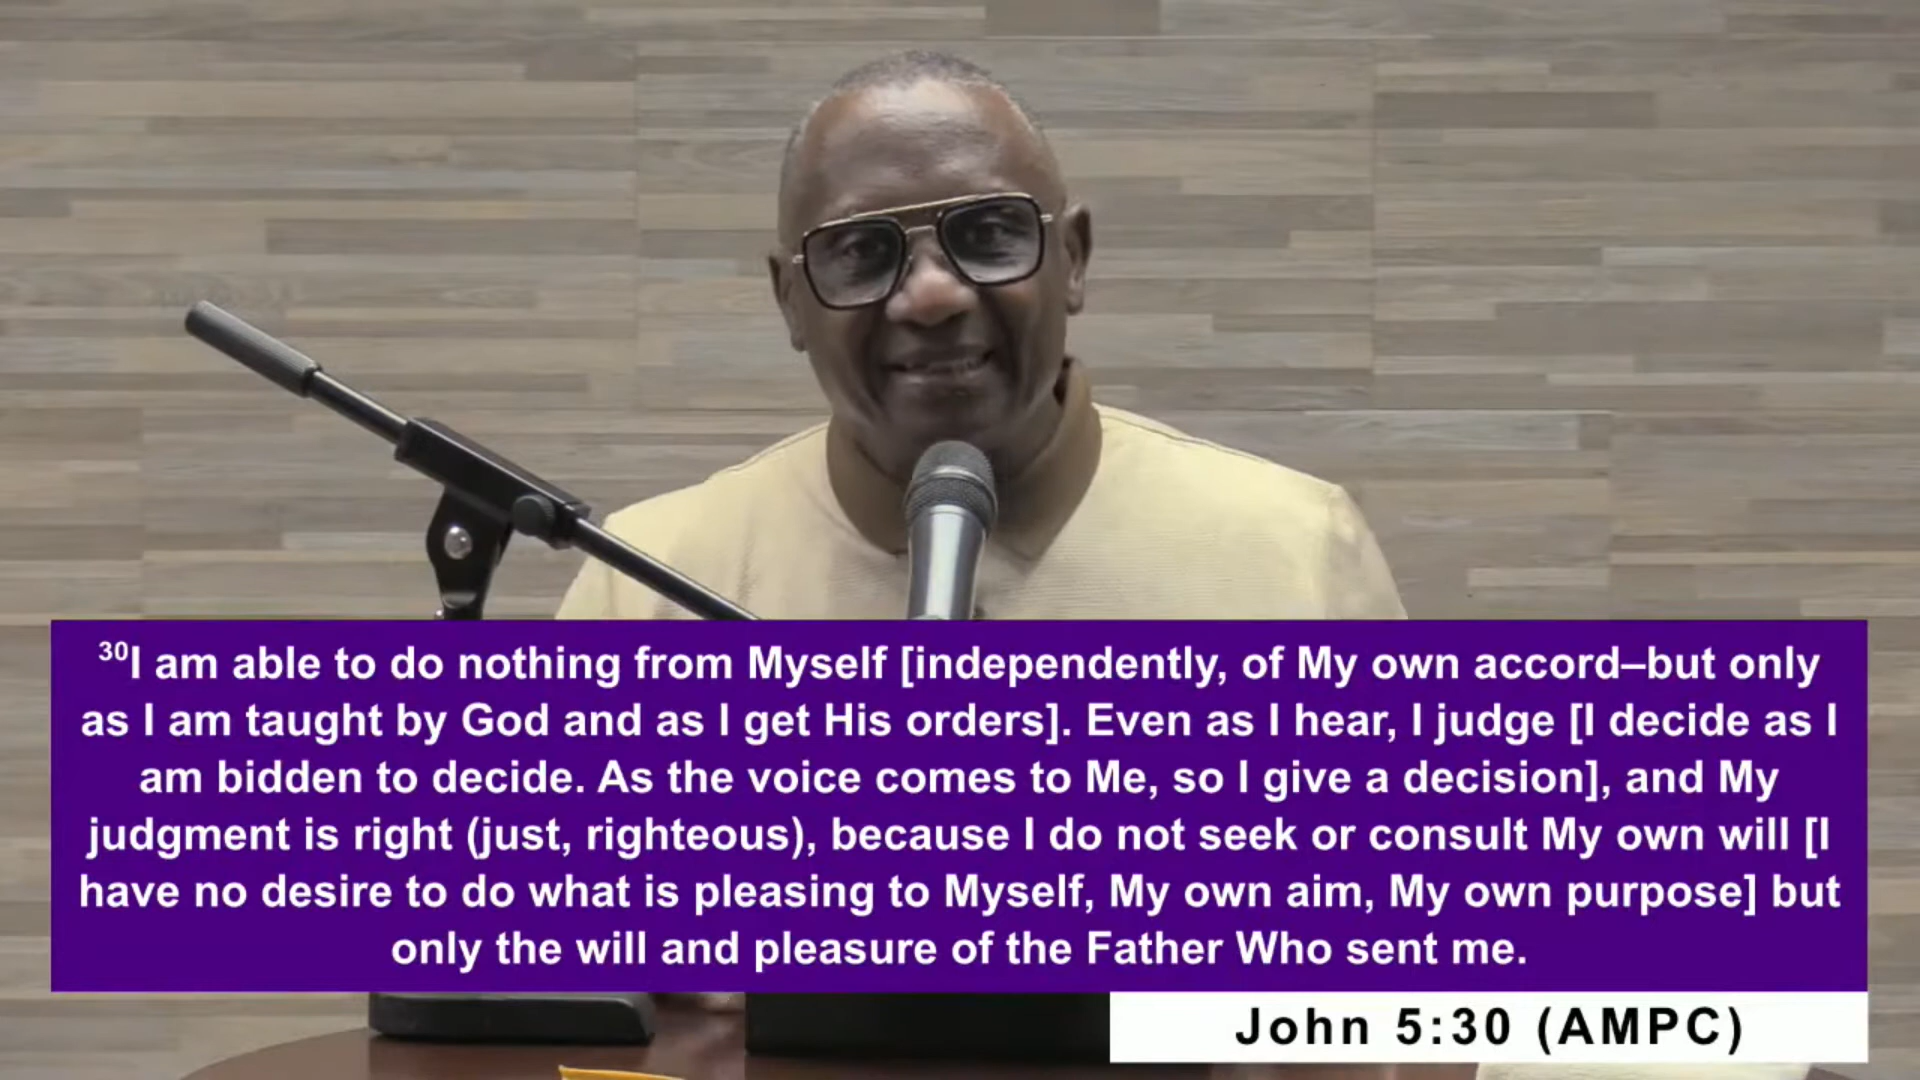 ³⁰I am able to do nothing from Myself [independently, of My own accord–but only
as I am taught by God and as I get His orders]. Even as I hear, I judge [I decide as I
am bidden to decide. As the voice comes to Me, so I give a decision], and My
judgment is right (just, righteous), because I do not seek or consult My own will [I
have no desire to do what is pleasing to Myself, My own aim, My own purpose] but
only the will and pleasure of the Father Who sent me.
John 5:30 (AMPC)